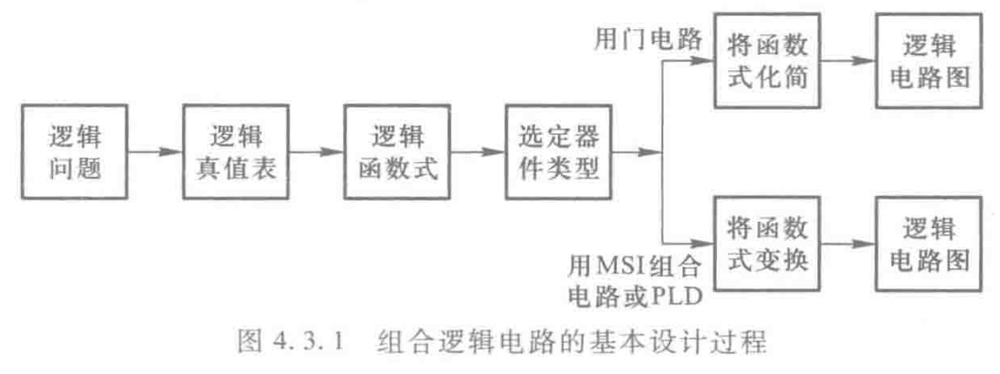 用门电路
将函数
式化简
逻辑
电路图
逻辑
问题
逻辑
真值表
逻辑
函数式
选定器
件类型
用MSI组合
电路或PLD
将函数
式变换
逻辑
电路图
图 4.3.1 组合逻辑电路的基本设计过程